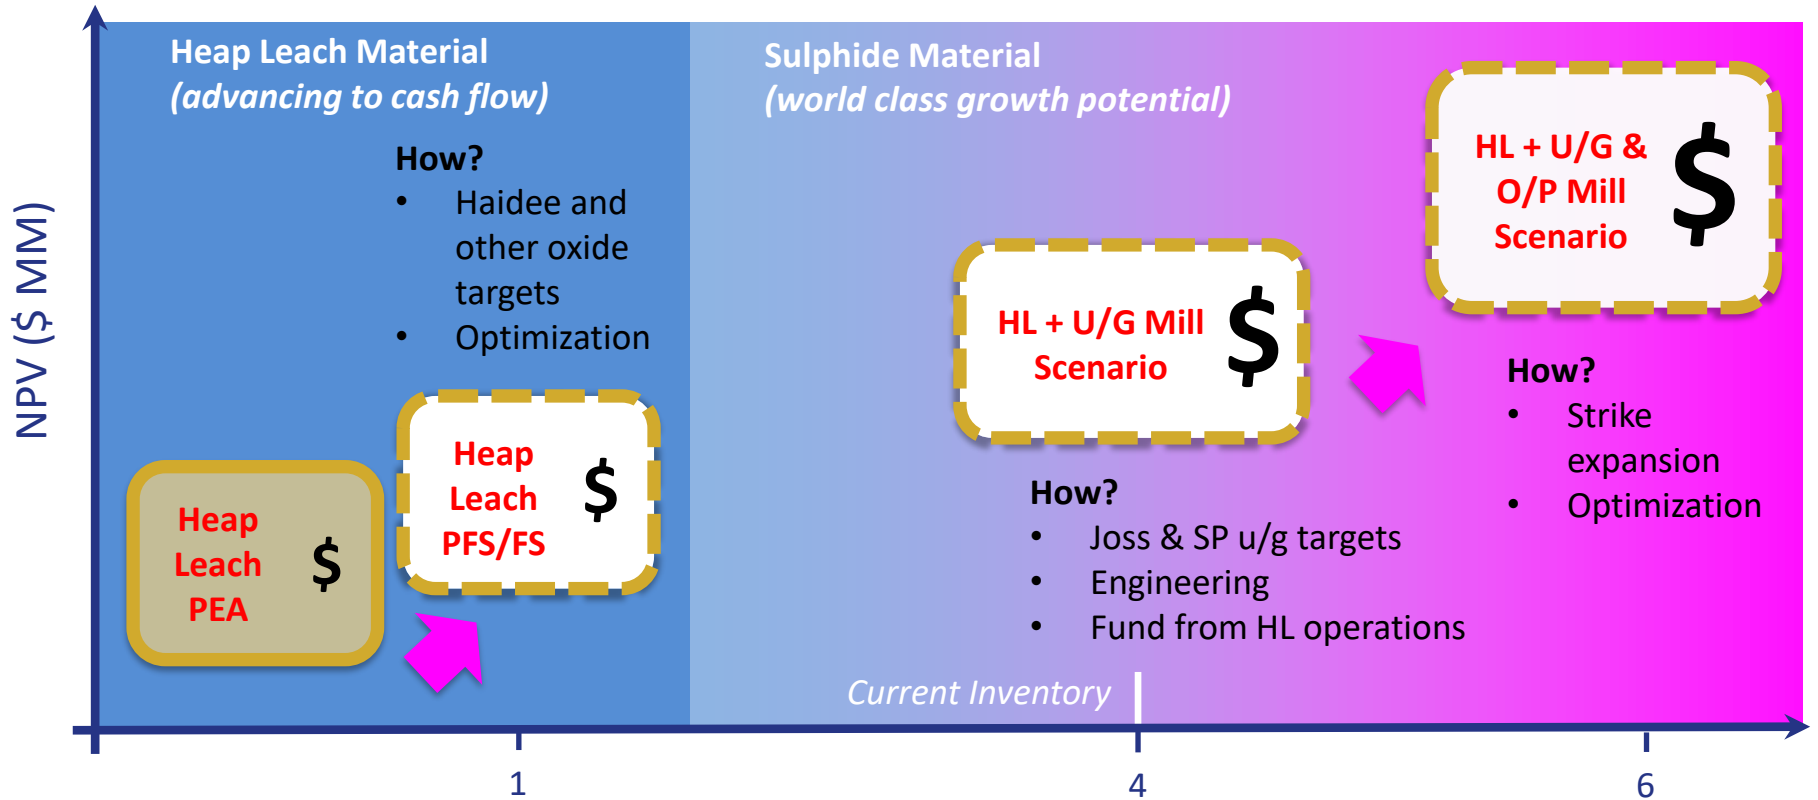 NPV ($ MM)
Heap Leach Material
(advancing to cash flow)
How?
• Haidee and
other oxide
targets
• Optimization
Heap
Leach
PEA
$
Heap
Leach
PFS/FS
$
Sulphide Material
(world class growth potential)
HL + U/G Mill
Scenario
$
How?
• Joss & SP u/g targets
• Engineering
• Fund from HL operations
HL + U/G &
O/P Mill
Scenario
$
How?
• Strike
expansion
• Optimization
Current Inventory
1
4
6